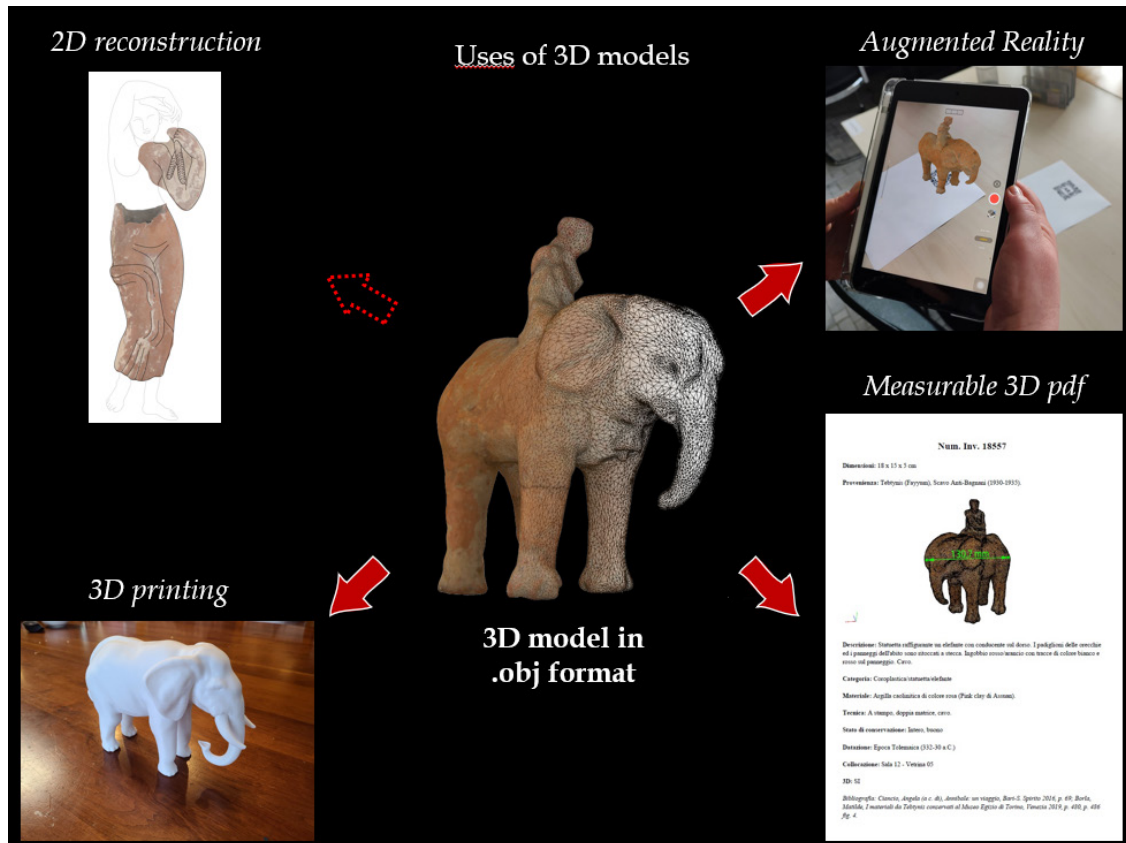 2D reconstruction
Uses of 3D models
Augmented Reality
Measurable 3D pdf
Num. Inv. 18557
Dimensioni: 18 x 15 x 5 cm
Provenienza: Tebtynis (Fayyum), Scavo Anti-Bagnani (1930-1935).
139,2 mm
3D printing
3D model in
.obj format
Descrizione: Statuetta raffigurante un elefante con conducente sul dorso. I padiglioni delle orecchie
ed i panneggi dell'abito sono ritoccati a stecca. Ingobbio rosso/arancio con tracce di colore bianco e
rosso sul panneggio. Cavo.
Categoria: Coroplastica/statuetta/elefante
Materiale: Argilla caolinitica di colore rosa (Pink clay di Assuan).
Tecnica: A stampo, doppia matrice, cavo.
Stato di conservazione: Intero, buono
Datazione: Epoca Tolemaica (332-30 a.C.)
Collocazione: Sala 12 - Vetrina 05
3D: SI
Bibliografia: Ciancio, Angela (a c. di), Annibale: un viaggio, Bari-S. Spirito 2016, p. 69; Borla,
Matilde, I materiali da Tebtynis conservati al Museo Egizio di Torino, Venezia 2019, p. 480, p. 486
fig. 4.